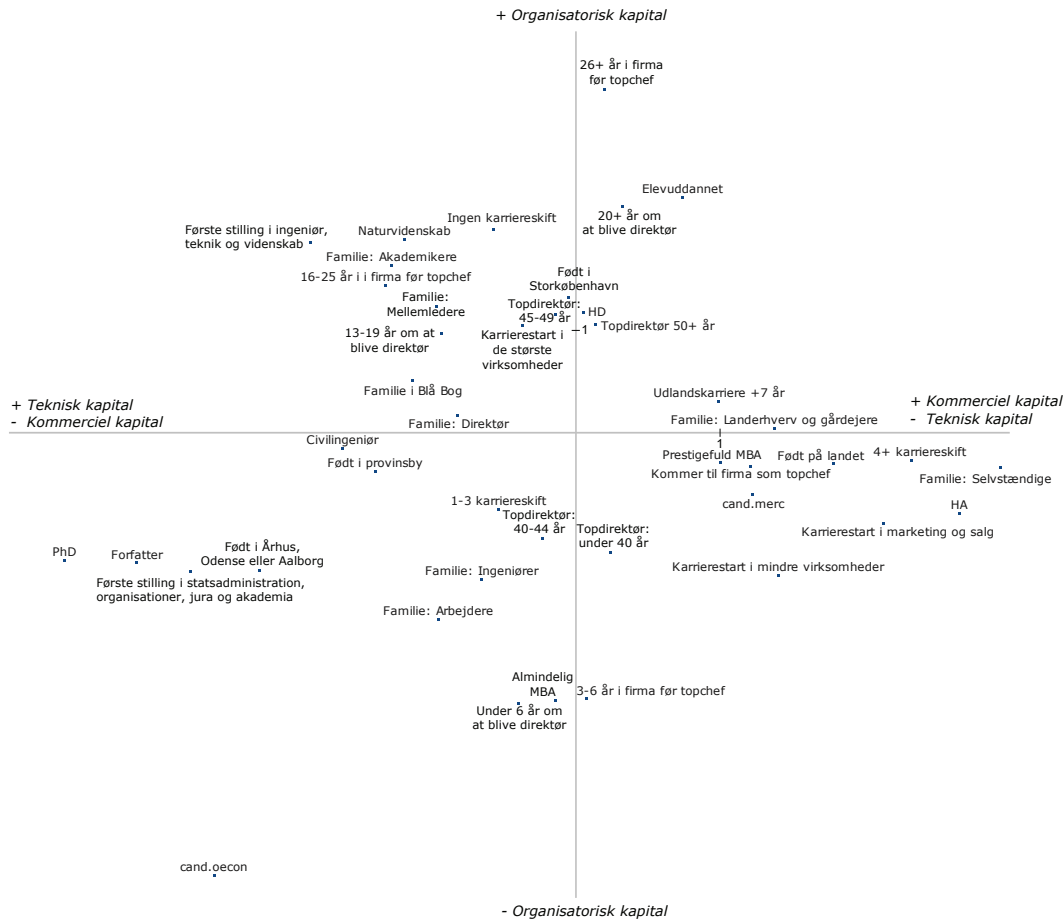 + Organisatorisk kapital
26+ år i firma
før topchef
Elevuddannet
20+ år om
at blive direktør
Ingen karriereskift
Første stilling i ingeniør,
teknik og videnskab
Naturvidenskab
Familie: Akademikere
16-25 år i i firma før topchef
Født i
Storkøbenhavn
Familie:
Mellemledere
Topdirektør:
45-49 år
HD
Topdirektør 50+ år
1
13-19 år om at
blive direktør
Karrierestart i
de største
virksomheder
Familie i Blå Bog
Udlandskarriere +7 år
+ Teknisk kapital
- Kommerciel kapital
+ Kommerciel kapital
- Teknisk kapital
Familie: Direktør
Familie: Landerhverv og gårdejere
1
Civilingeniør
Født i provinsby
Prestigefuld MBA
Født på landet
4+ karriereskift
Kommer til firma som topchef
Familie: Selvstændige
1-3 karriereskift
cand.merc
HA
Topdirektør:
40-44 år
Topdirektør:
under 40 år
Karrierestart i marketing og salg
PhD
Forfatter
Født i Århus,
Odense eller Aalborg
Familie: Ingeniører
Karrierestart i mindre virksomheder
Første stilling i statsadministration,
organisationer, jura og akademia
Familie: Arbejdere
Almindelig
MBA
3-6 år i firma før topchef
Under 6 år om
at blive direktør
cand.oecon
- Organisatorisk kapital